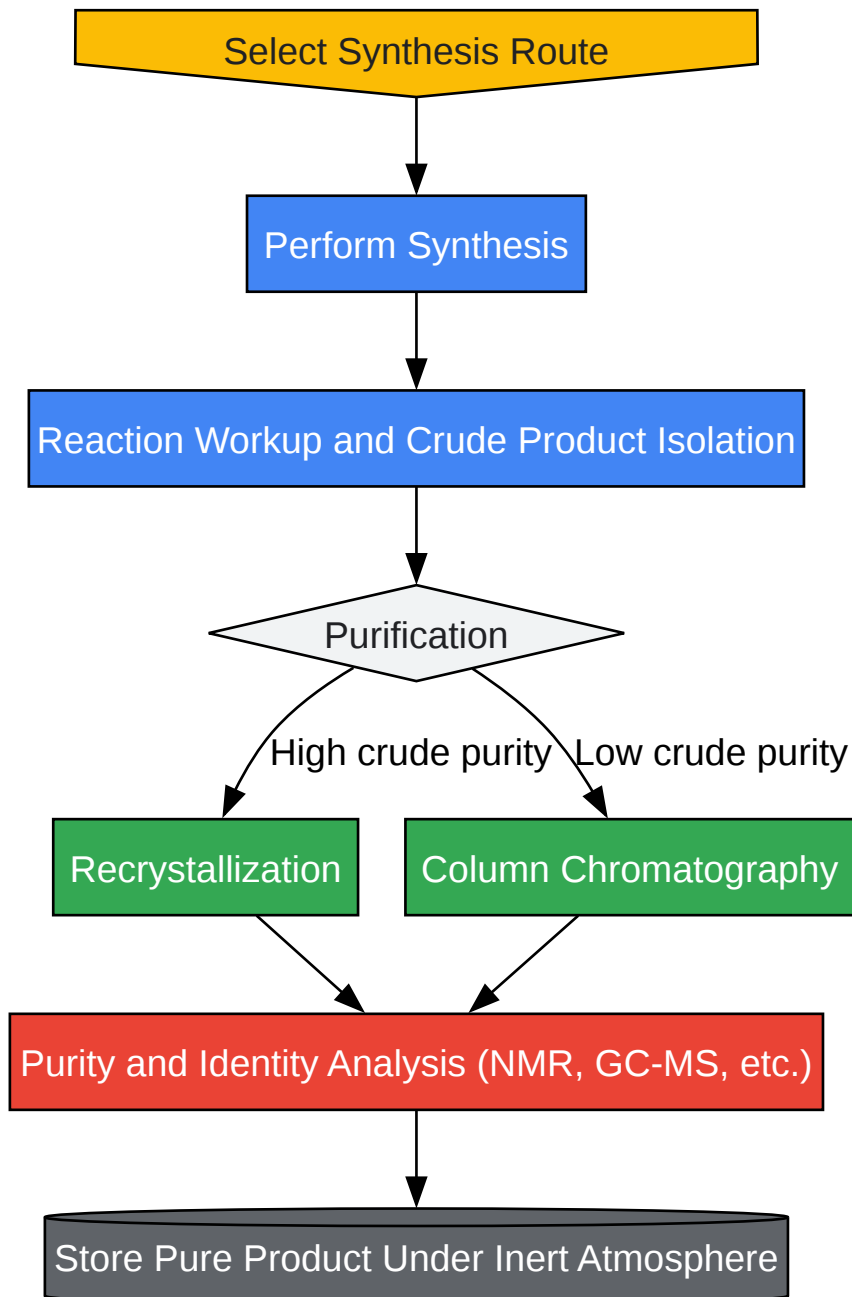 Select Synthesis Route
Perform Synthesis
Reaction Workup and Crude Product Isolation
Purification
High crude purity
Low crude purity
Recrystallization
Column Chromatography
Purity and Identity Analysis (NMR, GC-MS, etc.)
Store Pure Product Under Inert Atmosphere